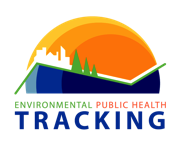 ENVIRONMENTAL PUBLIC HEALTH
TRACKING